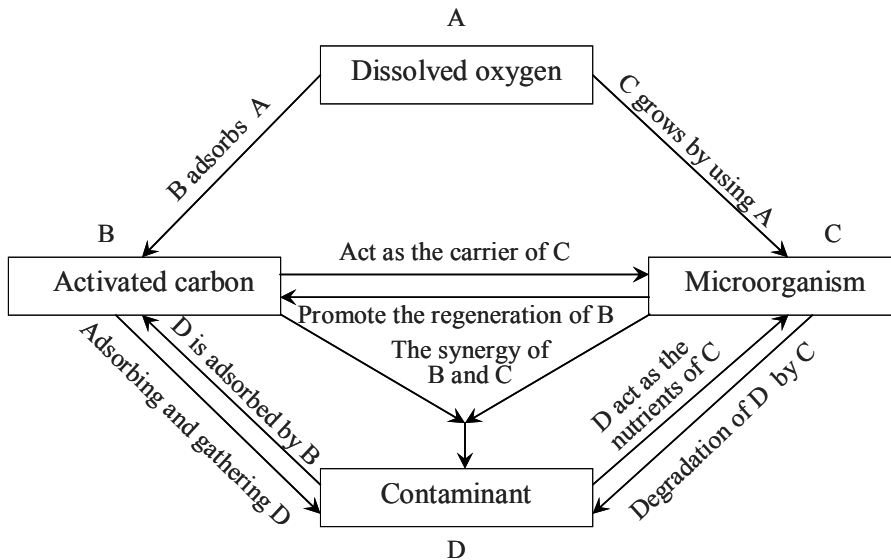 A
Dissolved oxygen
B adsorbs A
C grows by using A
B
Activated carbon
C
Microorganism
Act as the carrier of C
Promote the regeneration of B
The synergy of
B and C
Adsorbing and gathering D
D is adsorbed by B
D act as the
nutrients of C
Degradation of D by C
Contaminant
D